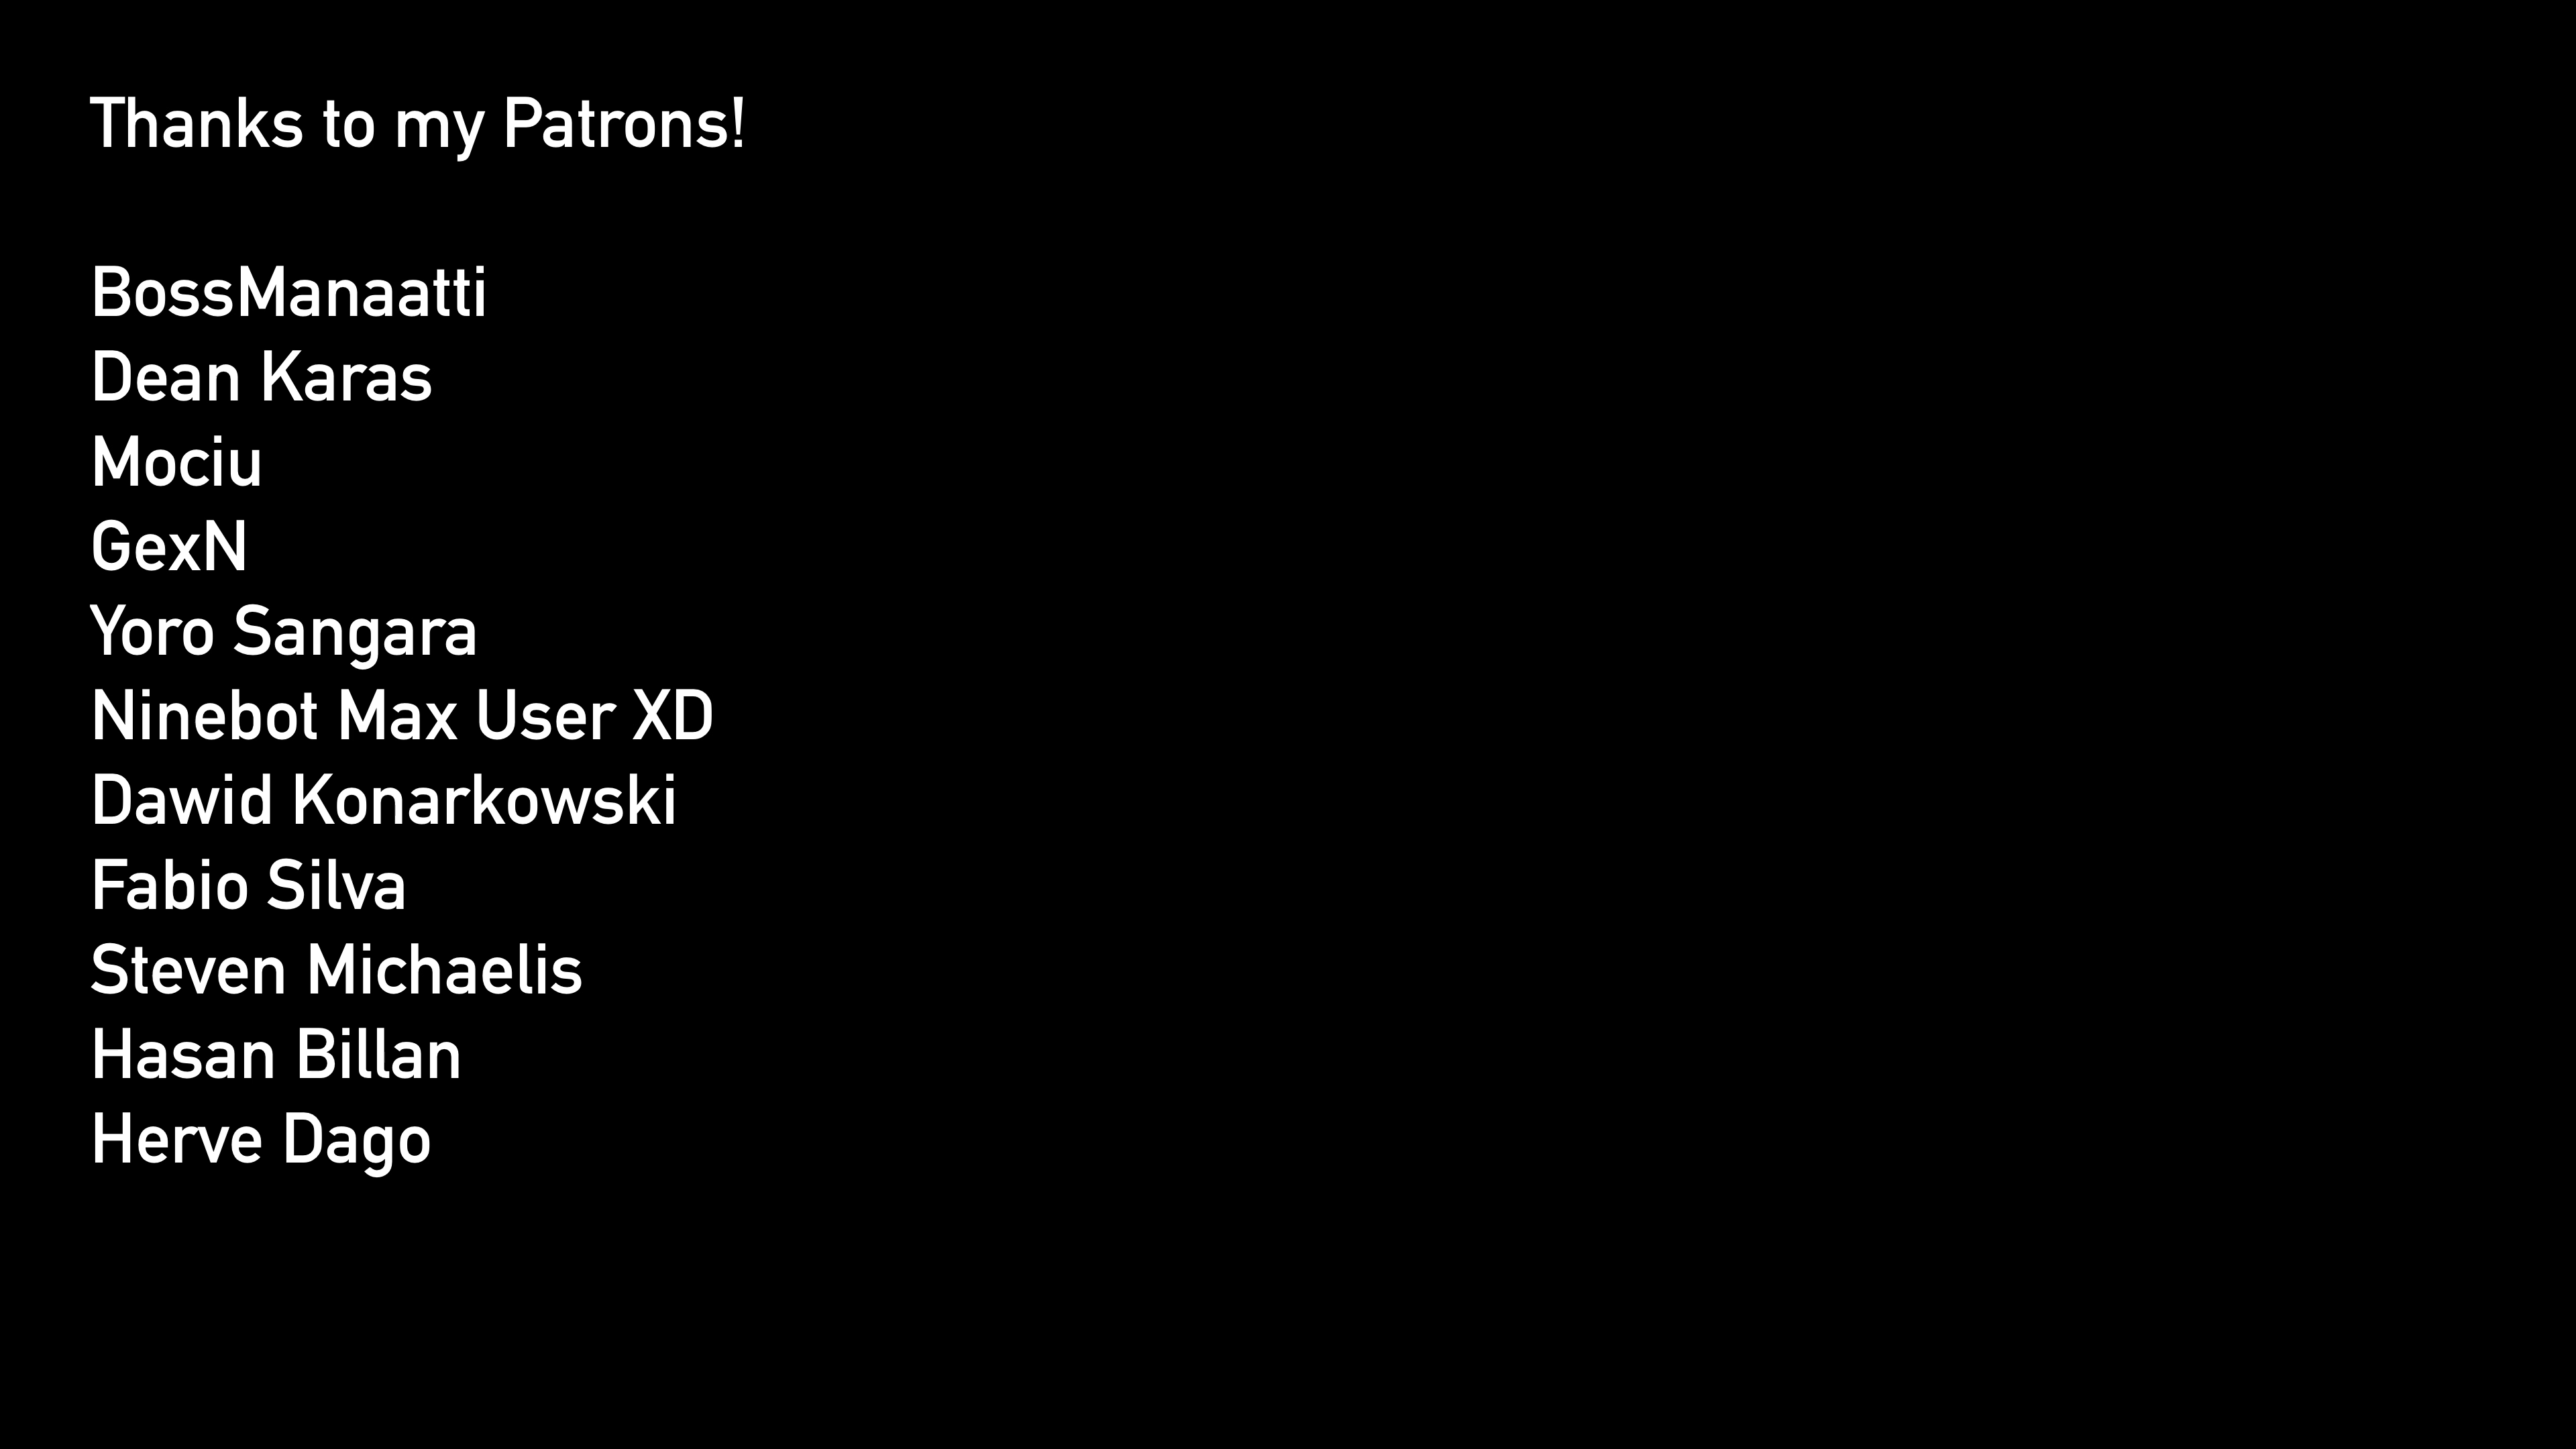 Thanks to my Patrons!
BossManaatti
Dean Karas
Mociu
GexN
Yoro Sangara
Ninebot Max User XD
Dawid Konarkowski
Fabio Silva
Steven Michaelis
Hasan Billan
Herve Dago